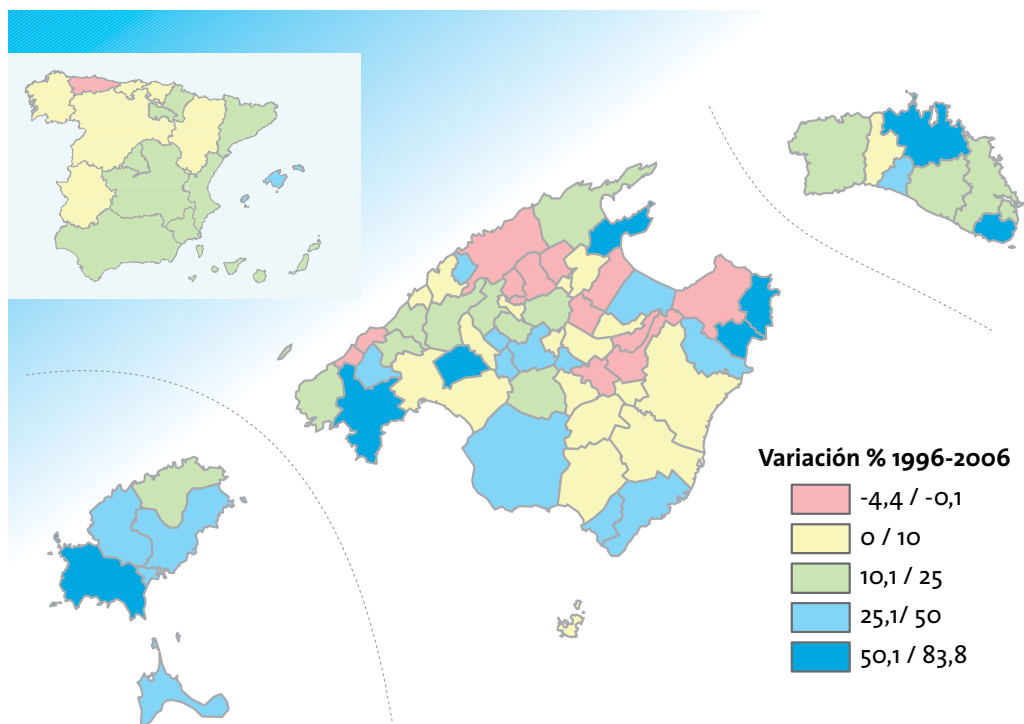 Variación % 1996-2006
-4,4 / -0,1
0 / 10
10,1 / 25
25,1/ 50
50,1 / 83,8